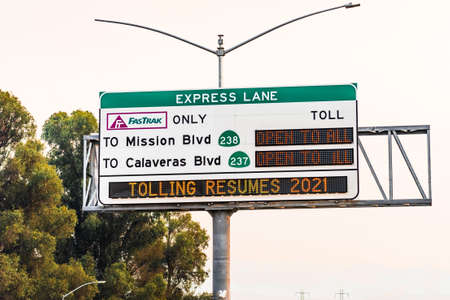 EXPRESS LANE
FASTRAK ONLY TOLL
TO Mission Blvd 238 OPEN TO ALL
TO Calaveras Blvd 237 OPEN TO ALL
TOLLING RESUMES 2021